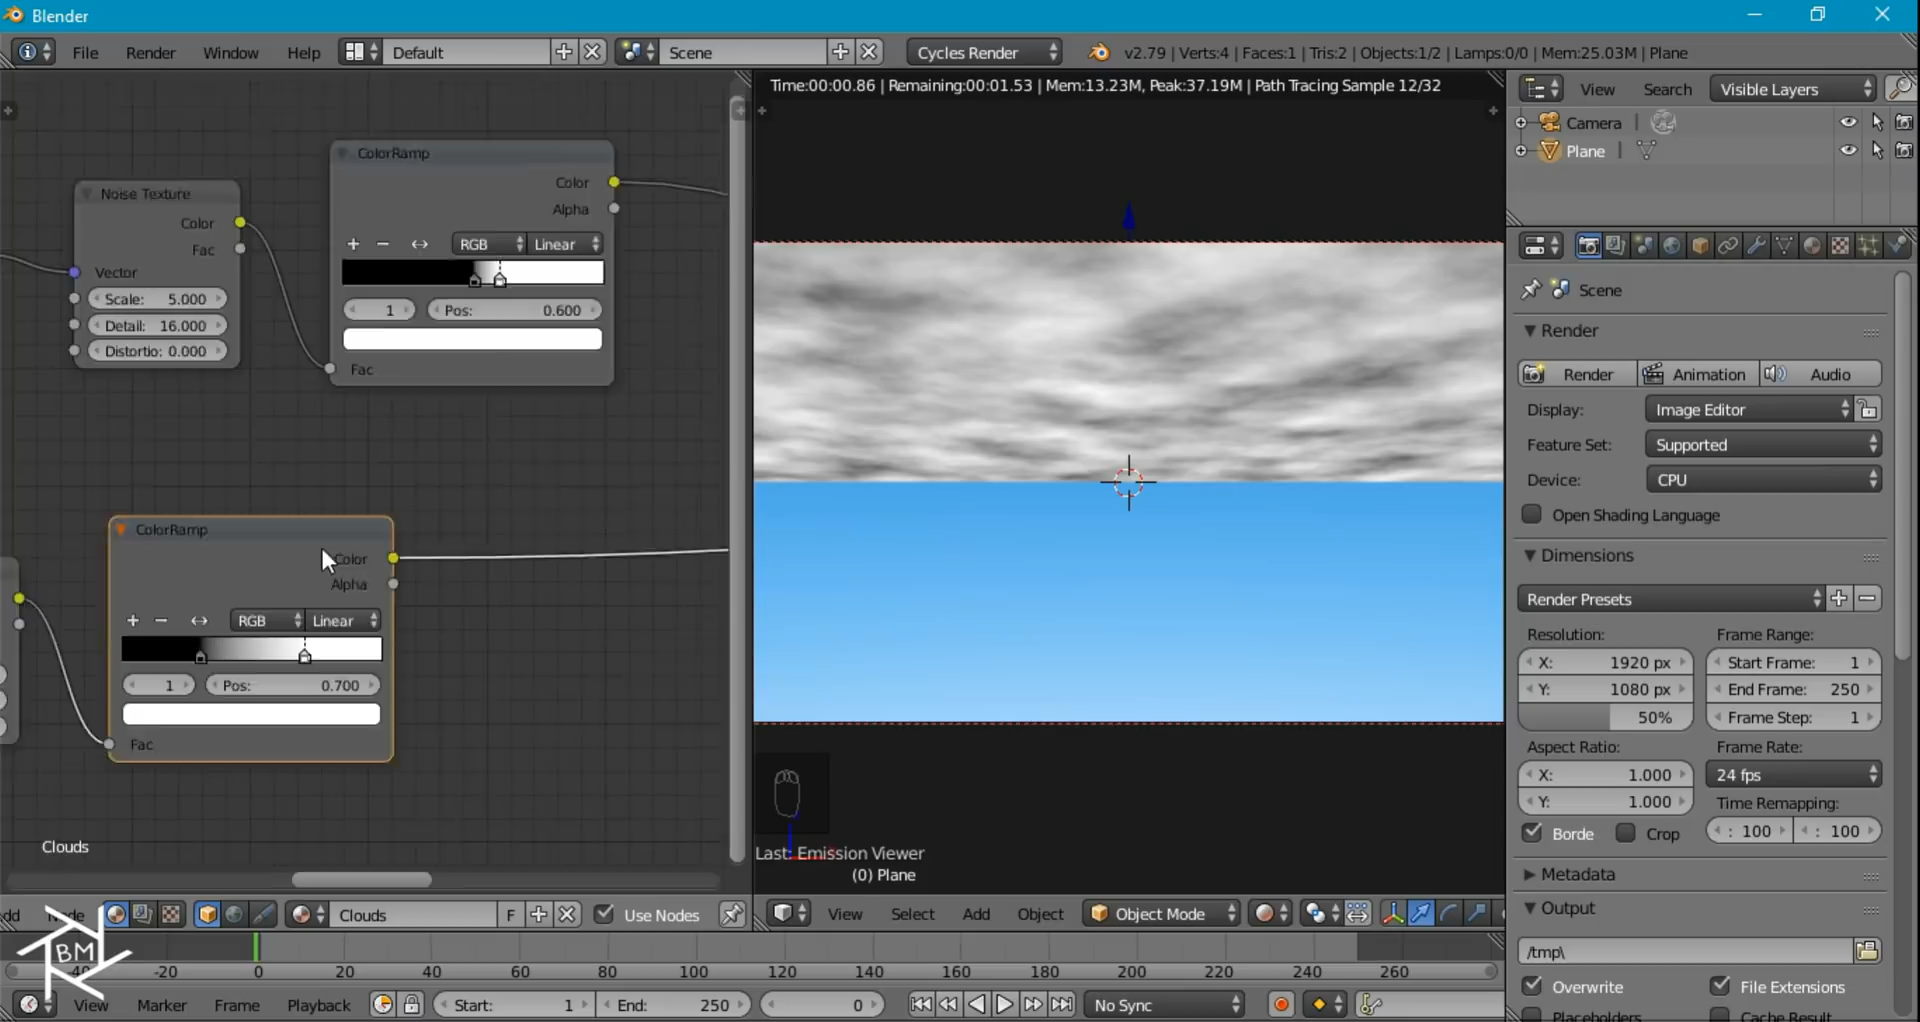 Blender
File Render Window Help Default Scene Cycles Render v2.79 | Verts:4 | Faces:1 | Tris:2 | Objects:1/2 | Lamps:0/0 | Mem:25.03M | Plane
Time:00:00.86 | Remaining:00:01.53 | Mem:13.23M, Peak:37.19M | Path Tracing Sample 12/32
View Search Visible Layers
Camera
Plane
Noise Texture
Color
Fac
Vector
Scale: 5.000
Detail: 16.000
Distortio: 0.000
ColorRamp
Color
Alpha
RGB Linear
1 Pos: 0.600
Fac
ColorRamp
Color
Alpha
RGB Linear
1 Pos: 0.700
Fac
Clouds
Last: Emission Viewer
(0) Plane
Scene
Render
Render Animation Audio
Display: Image Editor
Feature Set: Supported
Device: CPU
Open Shading Language
Dimensions
Render Presets
Resolution: Frame Range:
X: 1920 px Start Frame: 1
Y: 1080 px End Frame: 250
50% Frame Step: 1
Aspect Ratio: Frame Rate:
X: 1.000 24 fps
Y: 1.000 Time Remapping:
Borde Crop : 100 : 100
Metadata
Output
/tmp\
Overwrite File Extensions
Placeholders Cache Result
Node Clouds F Use Nodes
View Select Add Object Object Mode
BM
-40 -20 0 20 40 60 80 100 120 140 160 180 200 220 240 260
View Marker Frame Playback Start: 1 End: 250 0 No Sync